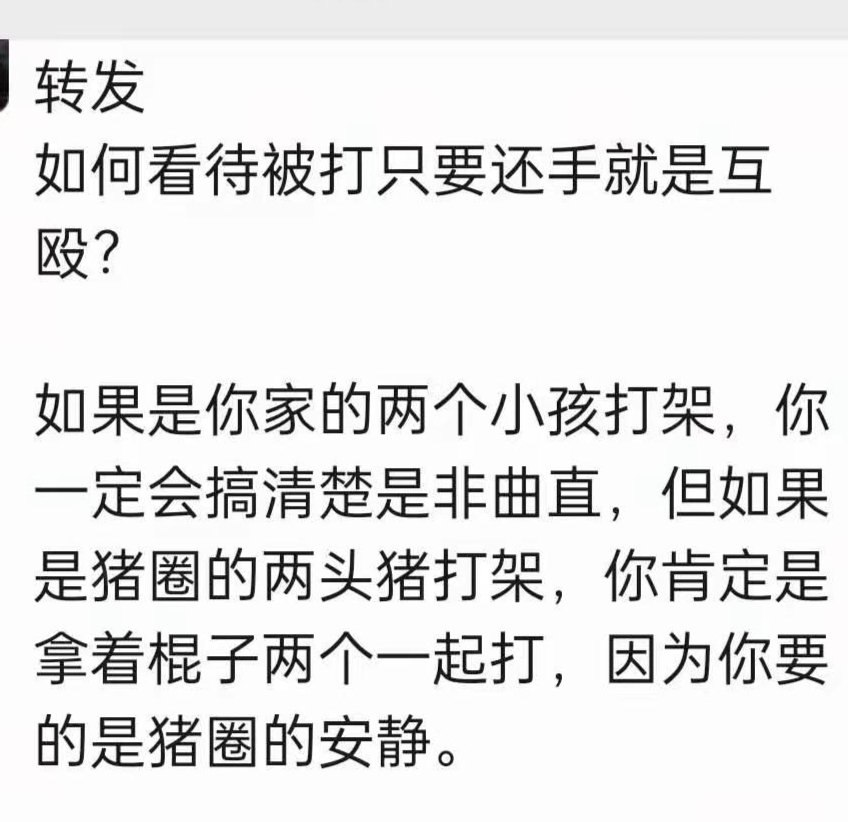 转发
如何看待被打只要还手就是互
殴？
如果是你家的两个小孩打架，你
一定会搞清楚是非曲直，但如果
是猪圈的两头猪打架，你肯定是
拿着棍子两个一起打，因为你要
的是猪圈的安静。